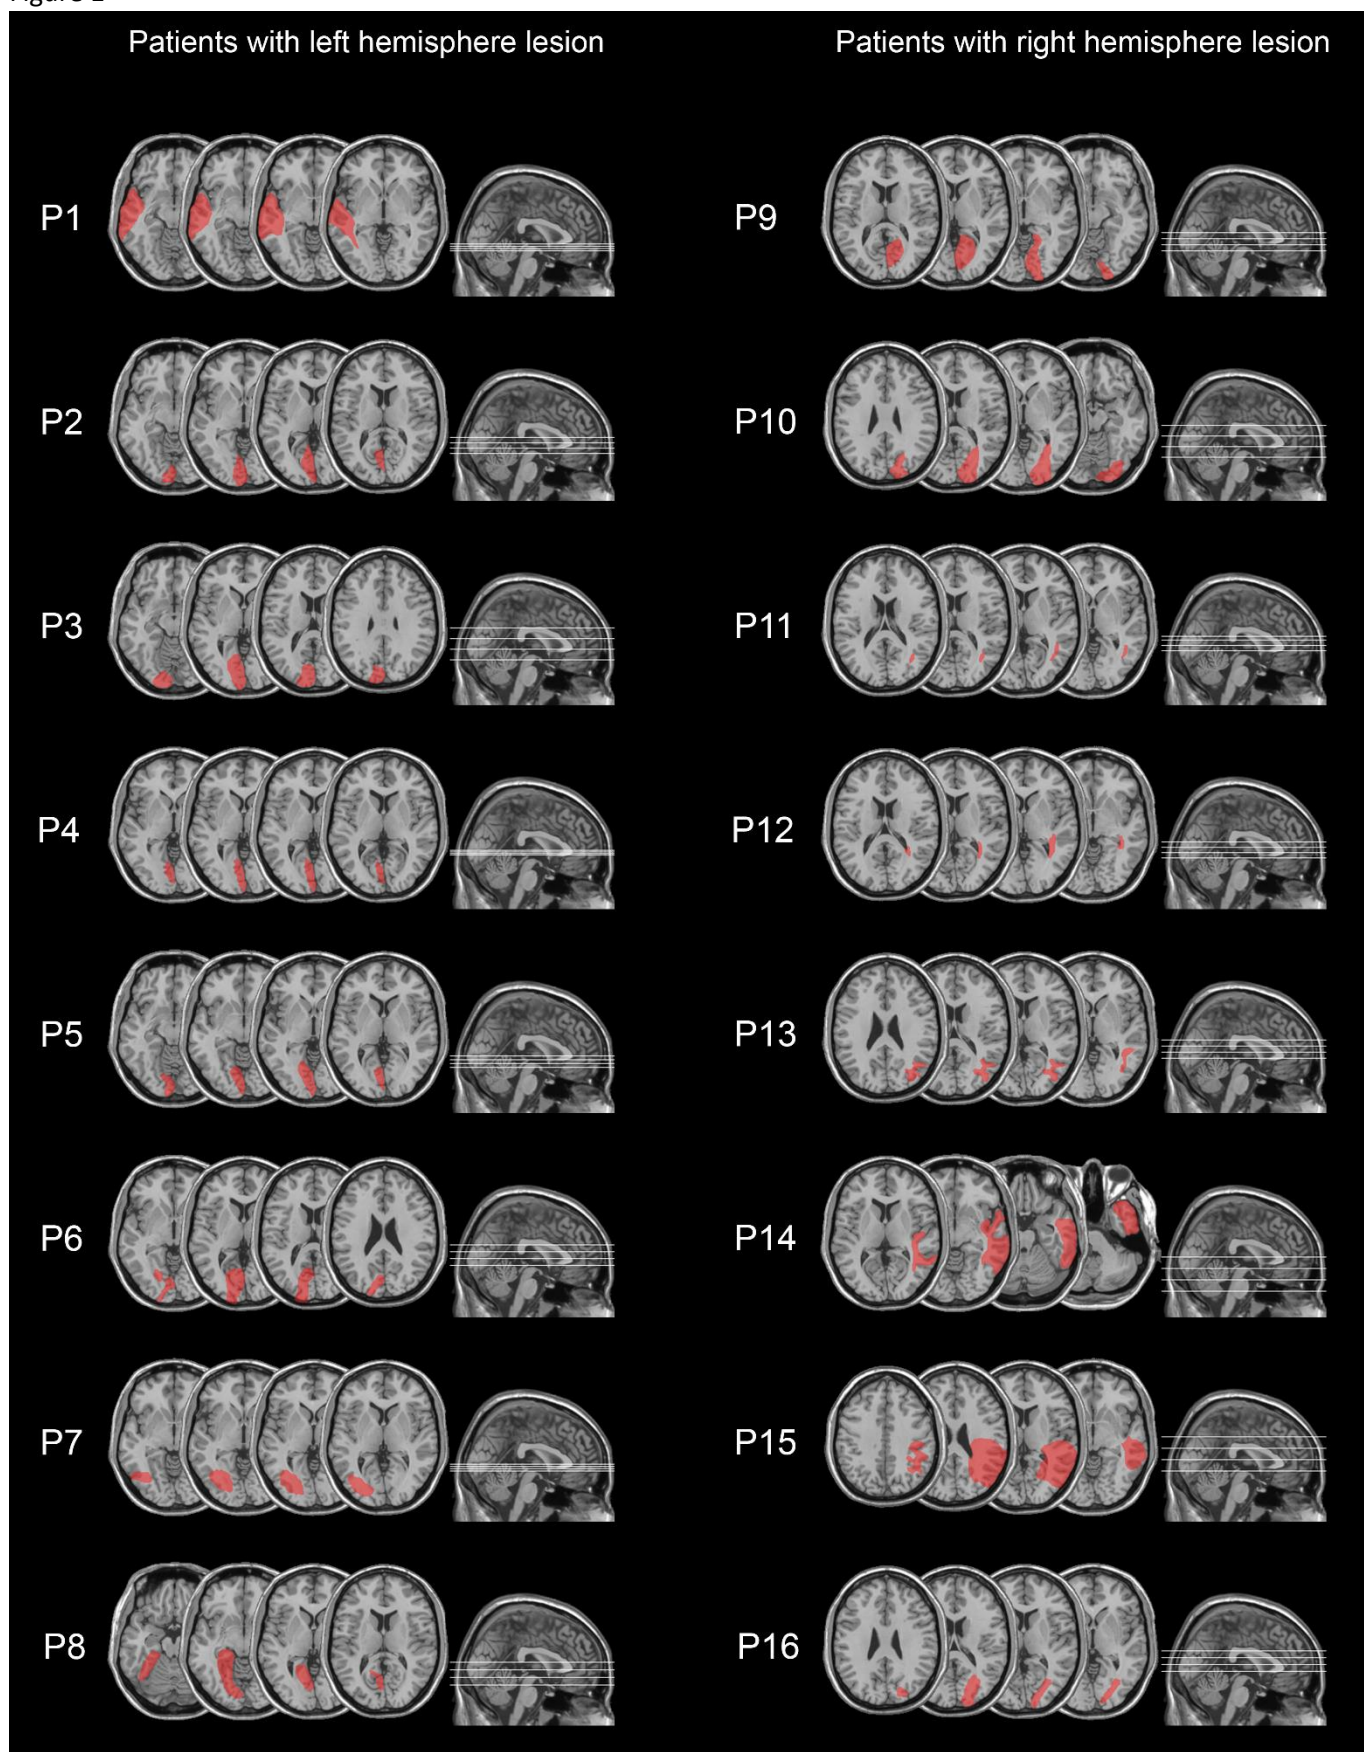 Patients with left hemisphere lesion
Patients with right hemisphere lesion
P1
P9
P2
P10
P3
P11
P4
P12
P5
P13
P6
P14
P7
P15
P8
P16